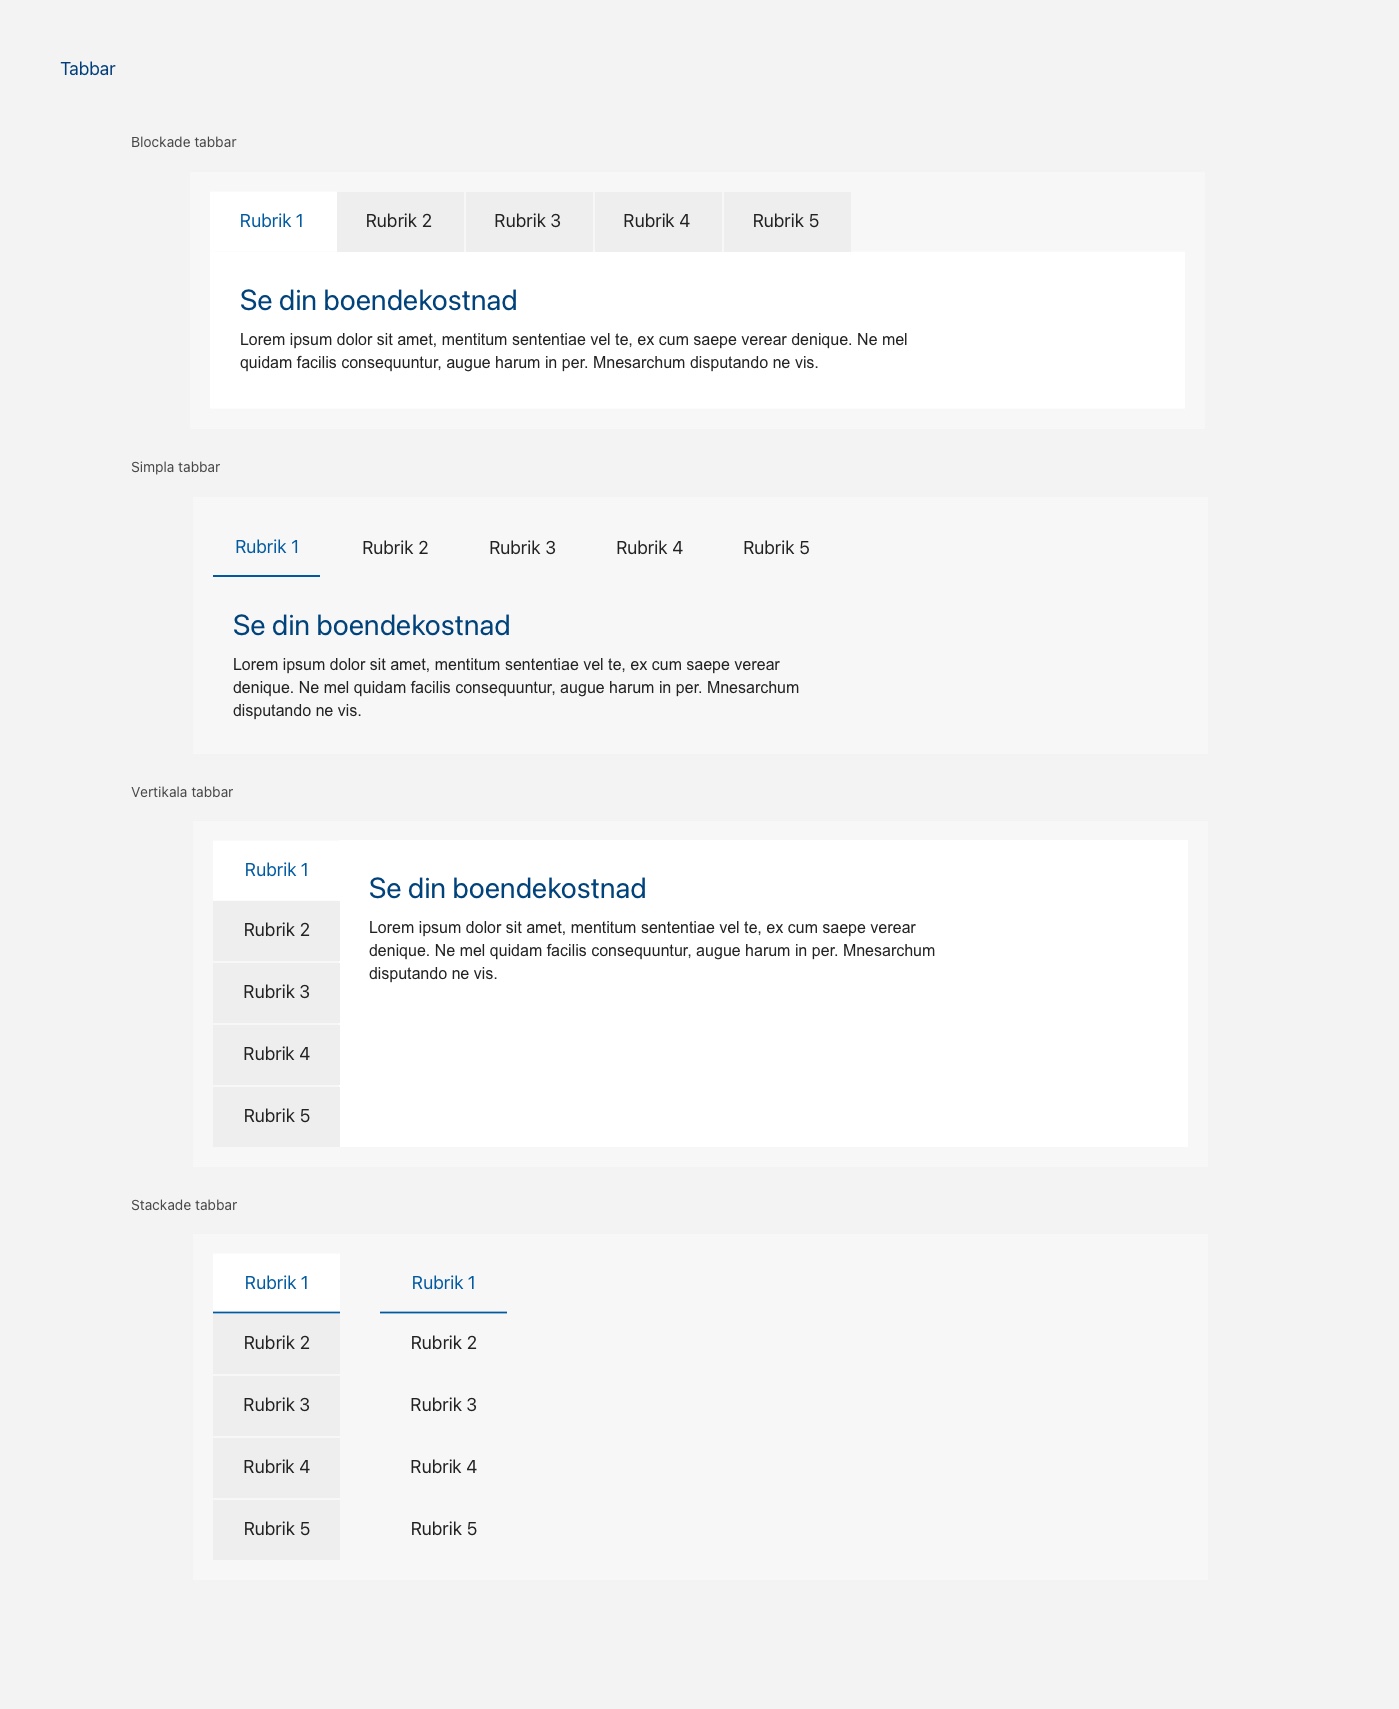 Tabbar
Blockade tabbar
Rubrik 1 Rubrik 2 Rubrik 3 Rubrik 4 Rubrik 5
Se din boendekostnad
Lorem ipsum dolor sit amet, mentitum sententiae vel te, ex cum saepe verear denique. Ne mel
quidam facilis consequuntur, augue harum in per. Mnesarchum disputando ne vis.
Simpla tabbar
Rubrik 1 Rubrik 2 Rubrik 3 Rubrik 4 Rubrik 5
Se din boendekostnad
Lorem ipsum dolor sit amet, mentitum sententiae vel te, ex cum saepe verear
denique. Ne mel quidam facilis consequuntur, augue harum in per. Mnesarchum
disputando ne vis.
Vertikala tabbar
Rubrik 1
Rubrik 2
Rubrik 3
Rubrik 4
Rubrik 5
Se din boendekostnad
Lorem ipsum dolor sit amet, mentitum sententiae vel te, ex cum saepe verear
denique. Ne mel quidam facilis consequuntur, augue harum in per. Mnesarchum
disputando ne vis.
Stackade tabbar
Rubrik 1
Rubrik 2
Rubrik 3
Rubrik 4
Rubrik 5
Rubrik 1
Rubrik 2
Rubrik 3
Rubrik 4
Rubrik 5